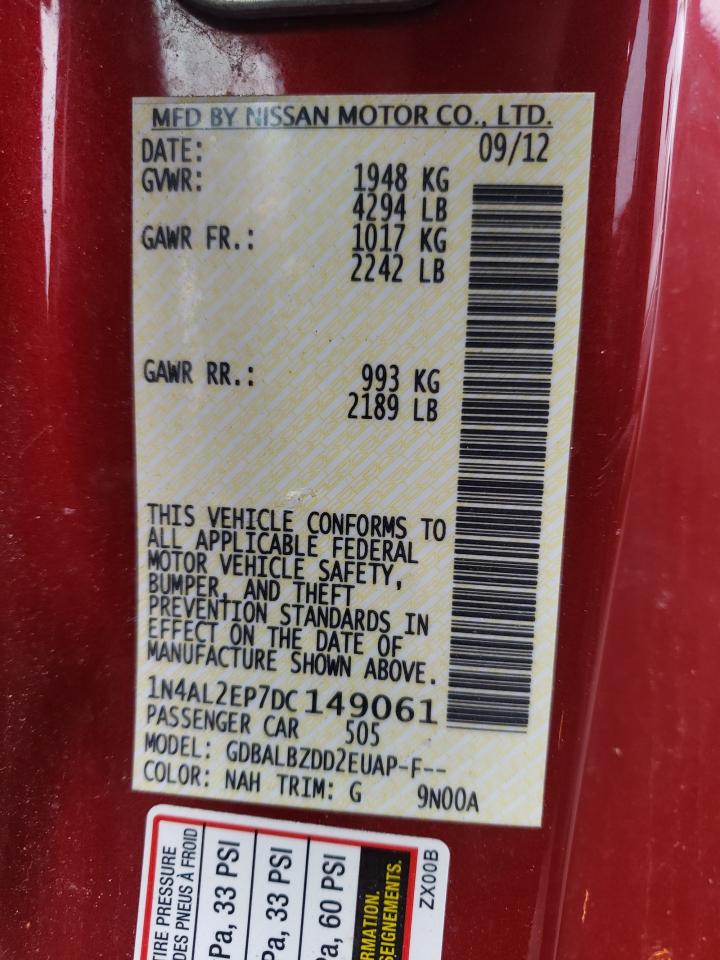 MFD BY NISSAN MOTOR CO., LTD.
DATE: 09/12
GVWR: 1948 KG
4294 LB
GAWR FR.: 1017 KG
2242 LB
GAWR RR.: 993 KG
2189 LB
THIS VEHICLE CONFORMS TO
ALL APPLICABLE FEDERAL
MOTOR VEHICLE SAFETY,
BUMPER, AND THEFT
PREVENTION STANDARDS IN
EFFECT ON THE DATE OF
MANUFACTURE SHOWN ABOVE.
1N4AL2EP7DC149061
PASSENGER CAR 505
MODEL: GDBALBZDD2EUAP-F--
COLOR: NAH TRIM: G 9N00A
TIRE PRESSURE
DES PNEUS À FROID
Pa, 33 PSI
Pa, 33 PSI
a, 60 PSI
RMATION.
SEIGNEMENTS.
ZX00B